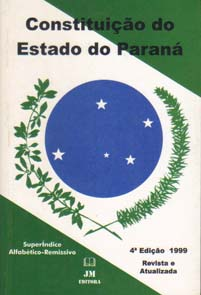 Constituição do
Estado do Paraná
SuperÍndice
Alfabético-Remissivo
4ª Edição 1999
Revista e
Atualizada
JM
EDITORA